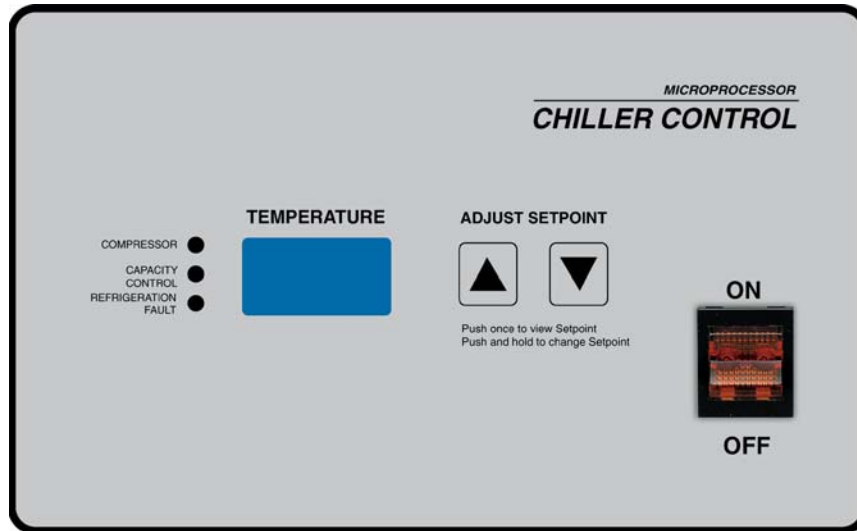 MICROPROCESSOR
CHILLER CONTROL
TEMPERATURE
ADJUST SETPOINT
COMPRESSOR
CAPACITY
CONTROL
REFRIGERATION
FAULT
Push once to view Setpoint
Push and hold to change Setpoint
ON
OFF